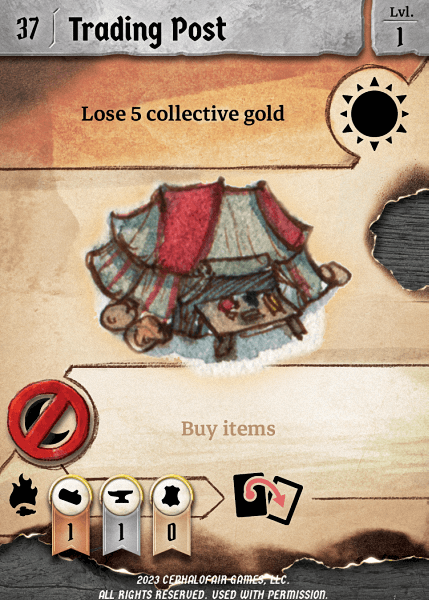 37
Trading Post
Lvl.
1
Lose 5 collective gold
Buy items
1
1
0
2023 CEPHALOFAIR GAMES, LLC.
ALL RIGHTS RESERVED. USED WITH PERMISSION.